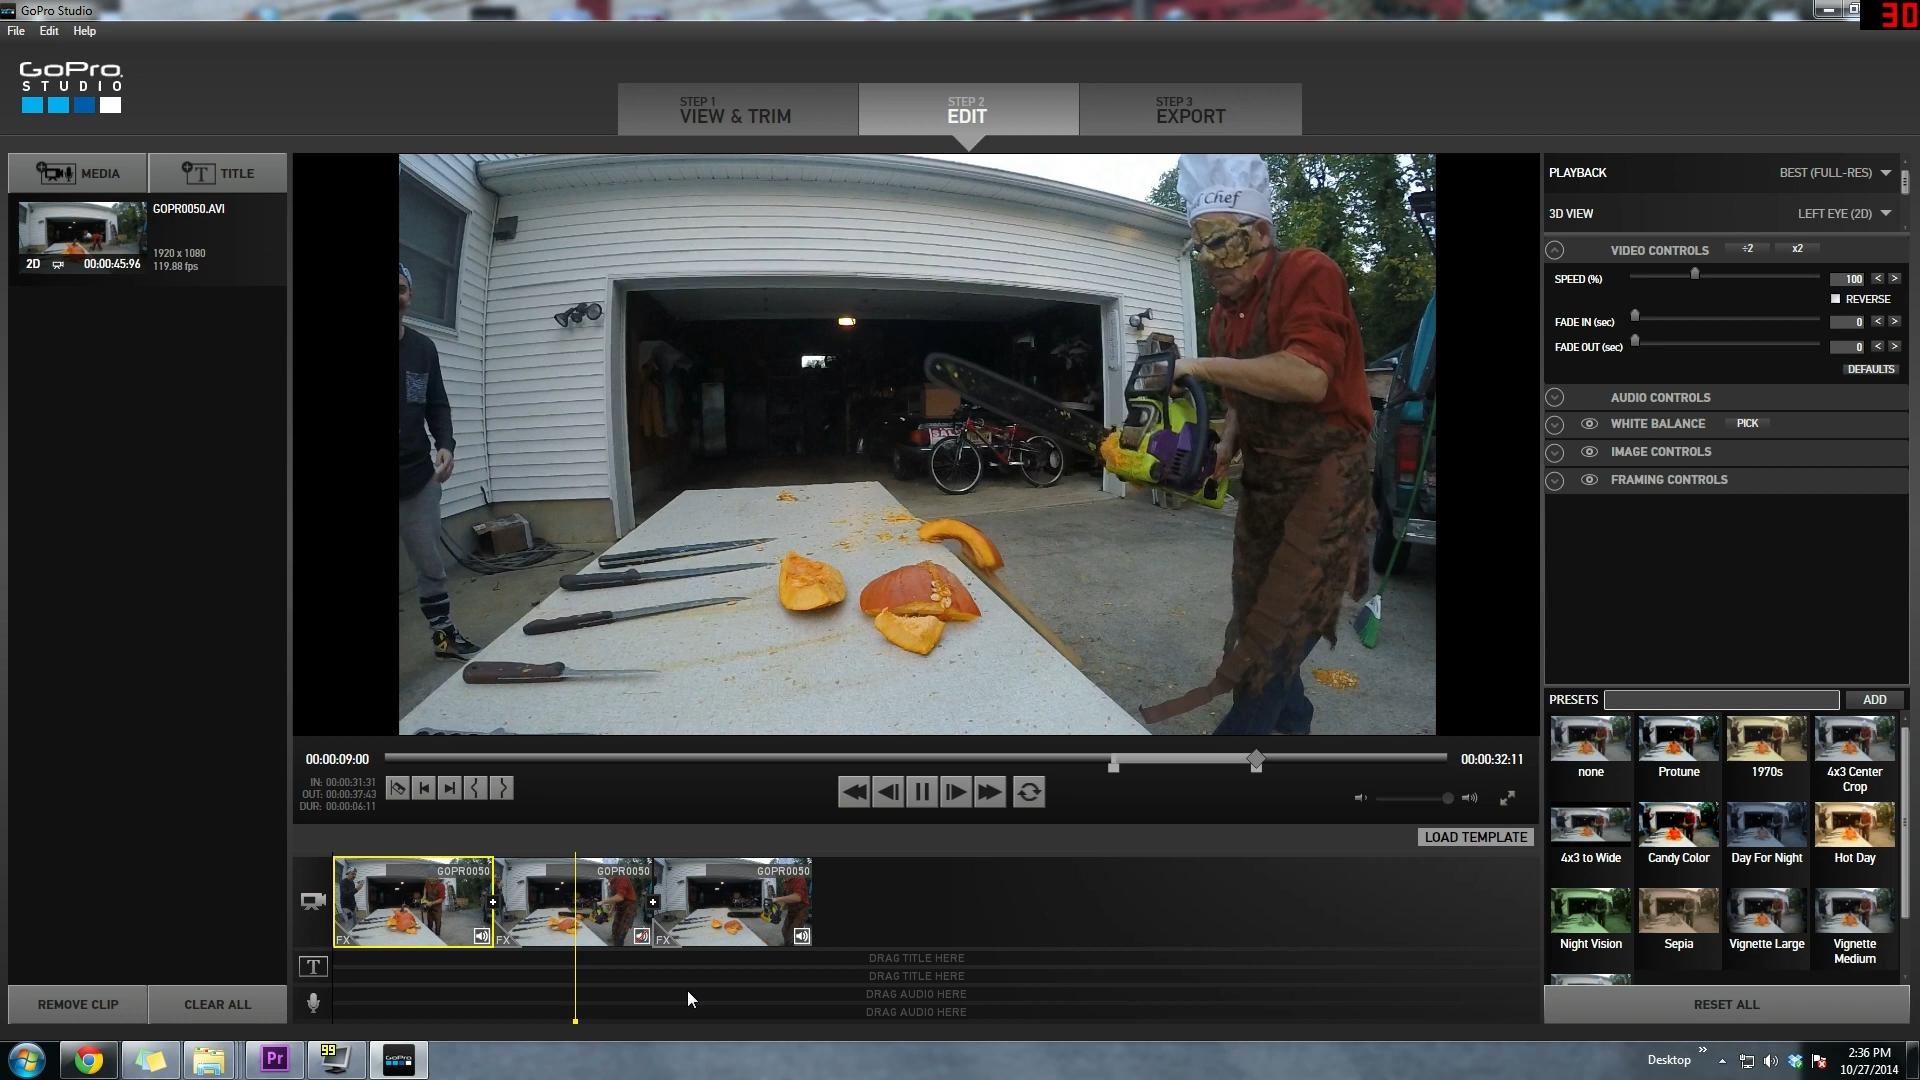 GoPro Studio
30
File Edit Help
GoPro
STUDIO
STEP 1
VIEW & TRIM
STEP 2
EDIT
STEP 3
EXPORT
MEDIA
T TITLE
GOPR0050.AVI
1920 x 1080
119.88 fps
2D 00:00:45:96
Chef
SALE
PLAYBACK BEST (FULL-RES)
3D VIEW LEFT EYE (2D)
VIDEO CONTROLS ÷2 x2
SPEED (%) 100 < >
REVERSE
FADE IN (sec) 0 < >
FADE OUT (sec) 0 < >
DEFAULTS
AUDIO CONTROLS
WHITE BALANCE PICK
IMAGE CONTROLS
FRAMING CONTROLS
PRESETS ADD
none Protune 1970s 4x3 Center Crop
4x3 to Wide Candy Color Day For Night Hot Day
Night Vision Sepia Vignette Large Vignette Medium
RESET ALL
00:00:09:00 00:00:32:11
IN: 00:00:31:31
OUT: 00:00:37:43
DUR: 00:00:06:11
LOAD TEMPLATE
GOPR0050 GOPR0050 GOPR0050
FX FX FX
T
DRAG TITLE HERE
DRAG TITLE HERE
DRAG AUDIO HERE
DRAG AUDIO HERE
REMOVE CLIP CLEAR ALL
Pr
99
GoPro
Desktop »
2:36 PM
10/27/2014